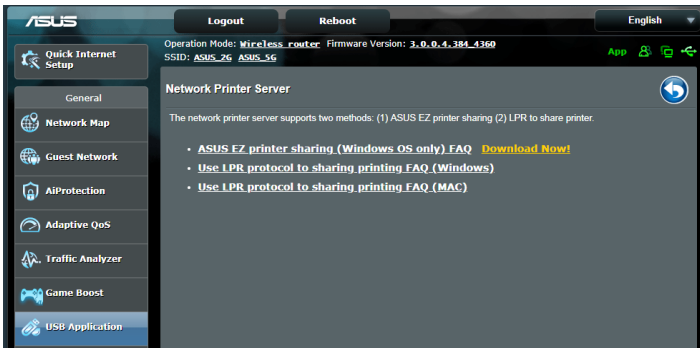 ASUS Logout Reboot English
Operation Mode: Wireless router Firmware Version: 3.0.0.4.384_4360
SSID: ASUS_2G ASUS_5G
App
Quick Internet
Setup
General
Network Map
Guest Network
AiProtection
Adaptive QoS
Traffic Analyzer
Game Boost
USB Application
Network Printer Server
The network printer server supports two methods: (1) ASUS EZ printer sharing (2) LPR to share printer.
• ASUS EZ printer sharing (Windows OS only) FAQ Download Now!
• Use LPR protocol to sharing printing FAQ (Windows)
• Use LPR protocol to sharing printing FAQ (MAC)